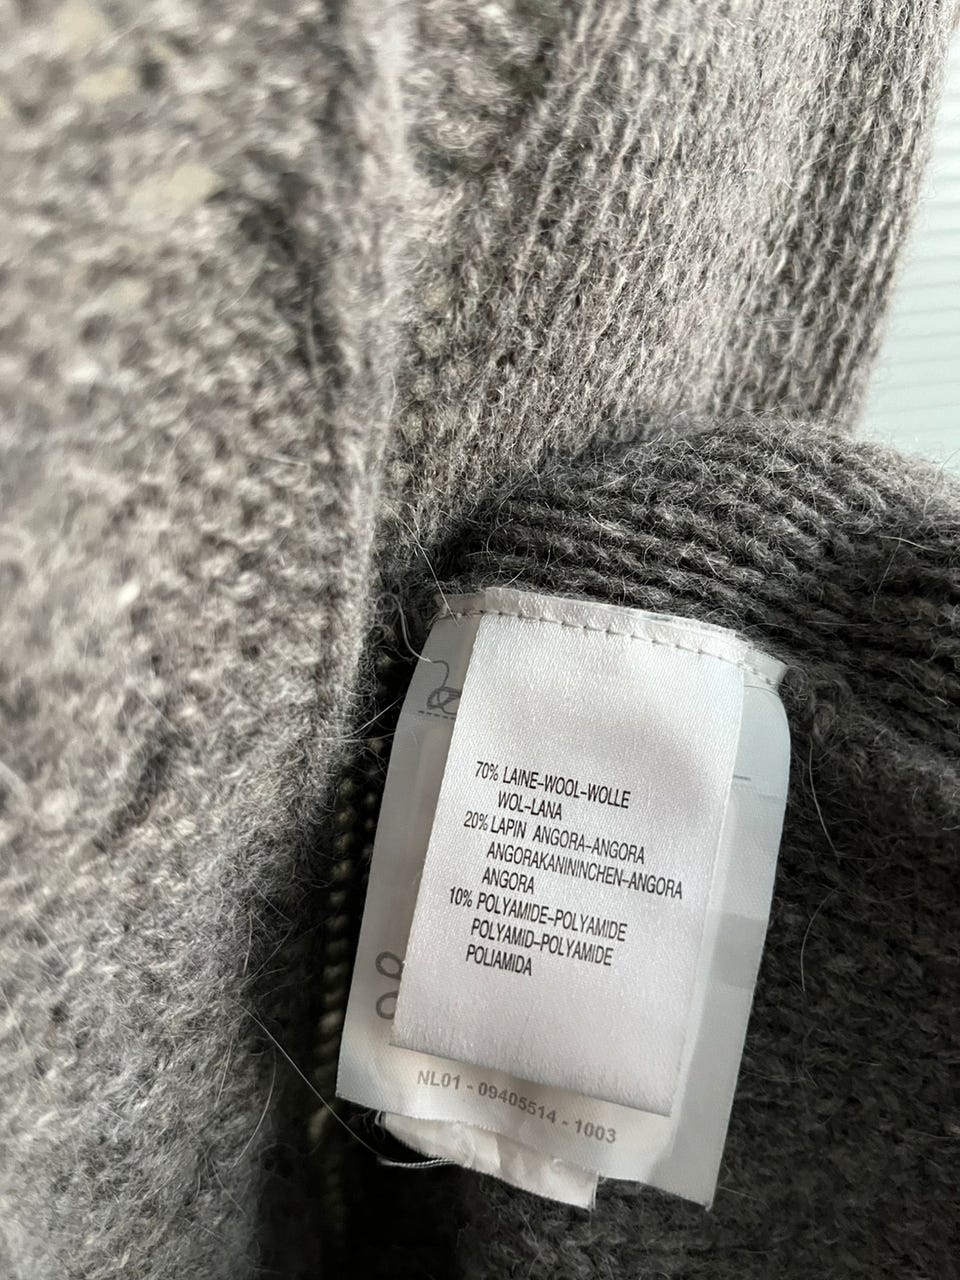 70% LAINE-WOOL-WOLLE
WOL-LANA
20% LAPIN ANGORA-ANGORA
ANGORAKANININCHEN-ANGORA
ANGORA
10% POLYAMIDE-POLYAMIDE
POLYAMID-POLYAMIDE
POLIAMIDA
NL01 - 09405514 - 1003